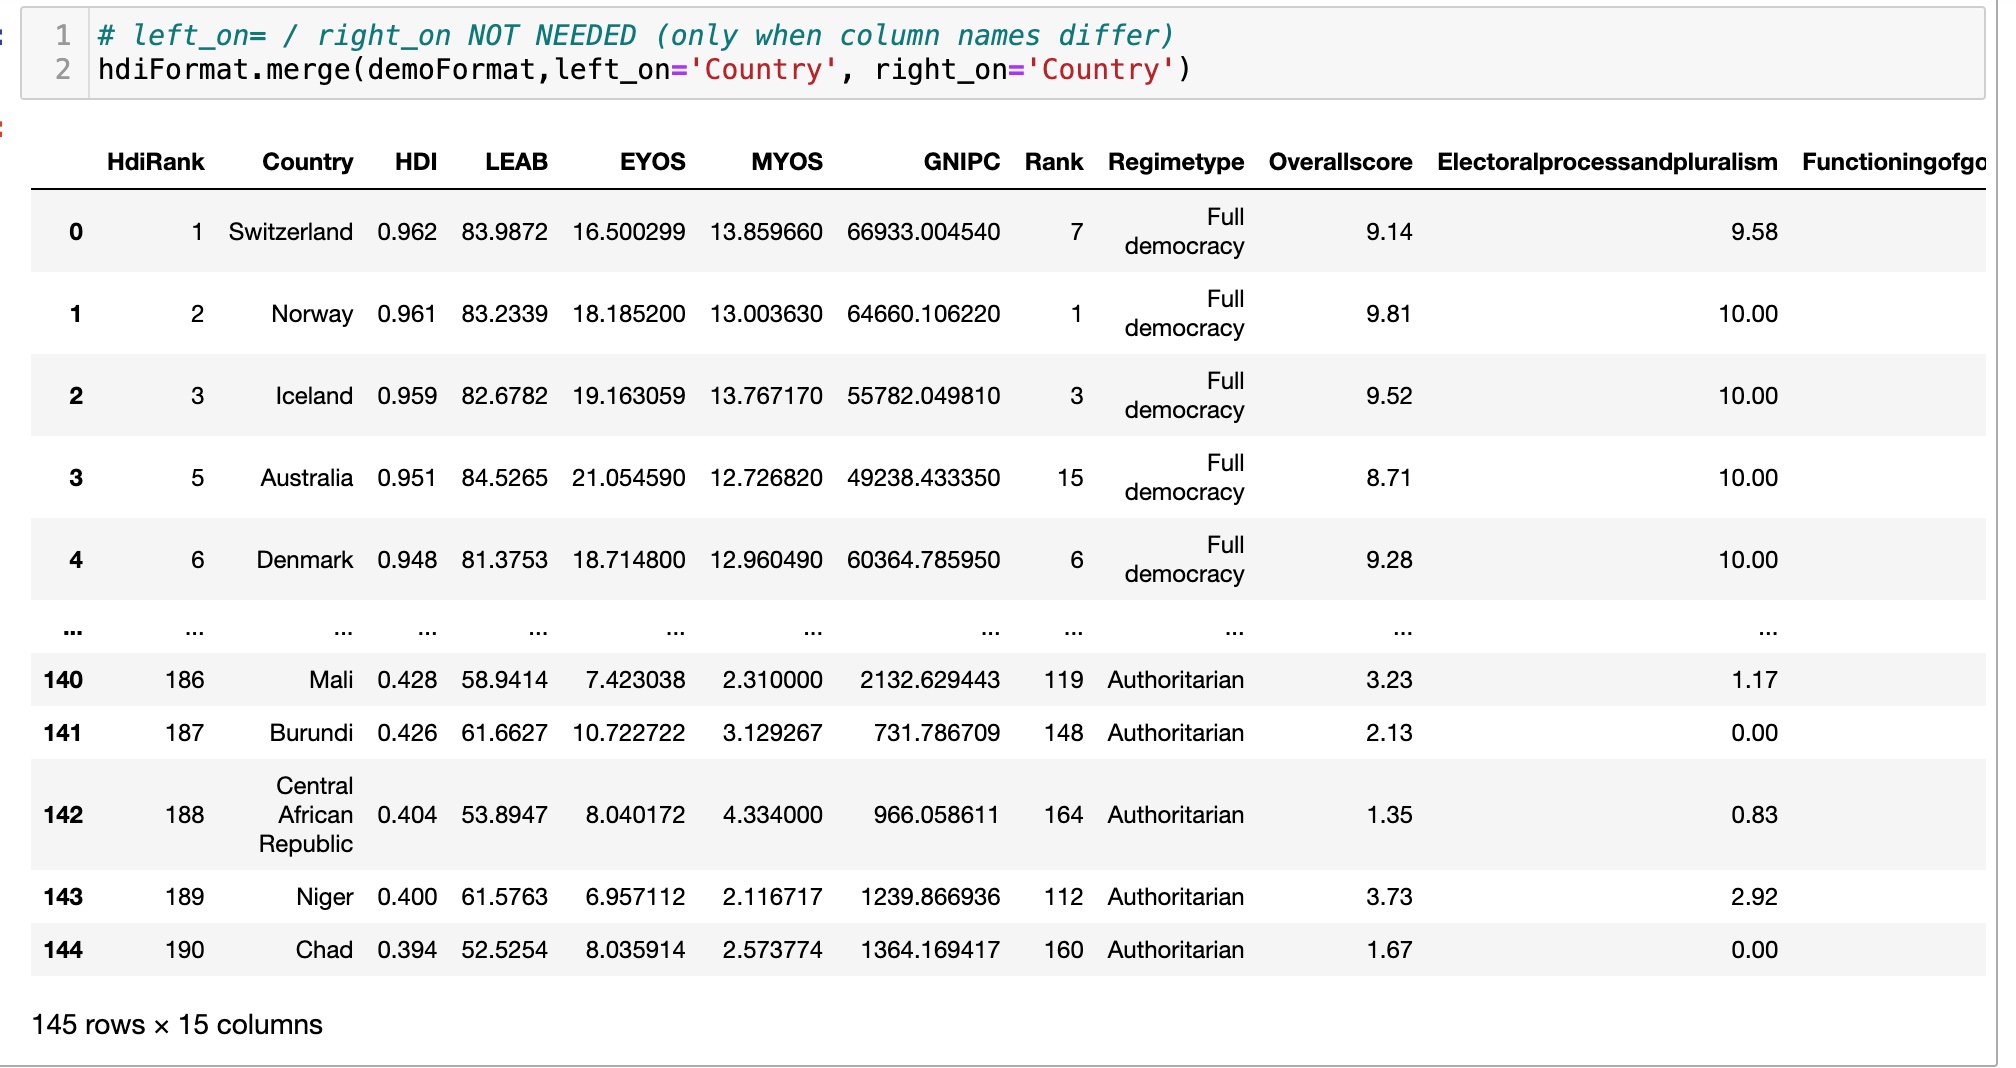 1 # left_on= / right_on NOT NEEDED (only when column names differ)
2 hdiFormat.merge(demoFormat,left_on='Country', right_on='Country')
HdiRank Country HDI LEAB EYOS MYOS GNIPC Rank Regimetype Overallscore Electoralprocessandpluralism Functioningofgo
0 1 Switzerland 0.962 83.9872 16.500299 13.859660 66933.004540 7 Full democracy 9.14 9.58
1 2 Norway 0.961 83.2339 18.185200 13.003630 64660.106220 1 Full democracy 9.81 10.00
2 3 Iceland 0.959 82.6782 19.163059 13.767170 55782.049810 3 Full democracy 9.52 10.00
3 5 Australia 0.951 84.5265 21.054590 12.726820 49238.433350 15 Full democracy 8.71 10.00
4 6 Denmark 0.948 81.3753 18.714800 12.960490 60364.785950 6 Full democracy 9.28 10.00
... ... ... ... ... ... ... ... ... ... ... ...
140 186 Mali 0.428 58.9414 7.423038 2.310000 2132.629443 119 Authoritarian 3.23 1.17
141 187 Burundi 0.426 61.6627 10.722722 3.129267 731.786709 148 Authoritarian 2.13 0.00
142 188 Central African Republic 0.404 53.8947 8.040172 4.334000 966.058611 164 Authoritarian 1.35 0.83
143 189 Niger 0.400 61.5763 6.957112 2.116717 1239.866936 112 Authoritarian 3.73 2.92
144 190 Chad 0.394 52.5254 8.035914 2.573774 1364.169417 160 Authoritarian 1.67 0.00
145 rows × 15 columns